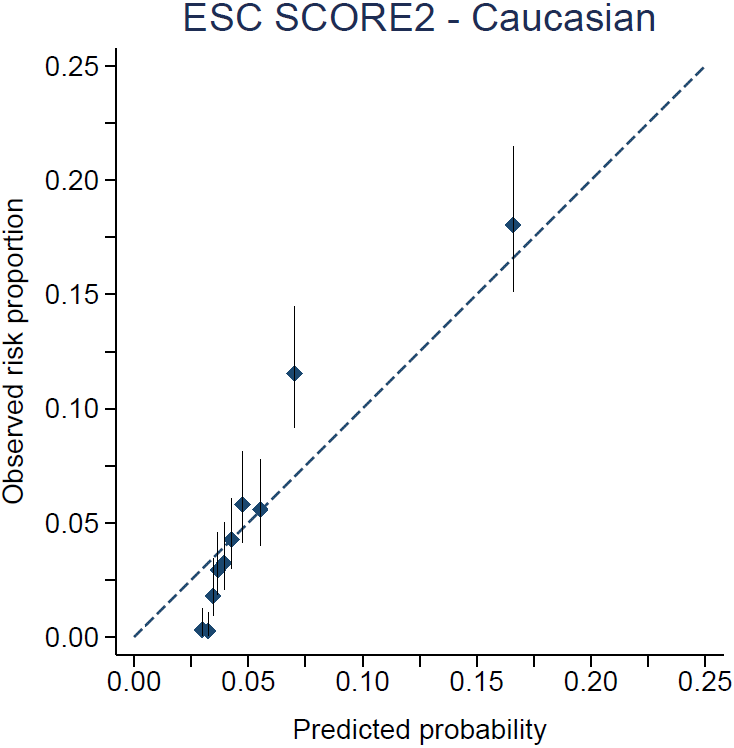 ESC SCORE2 - Caucasian
Observed risk proportion
0.25
0.20
0.15
0.10
0.05
0.00
0.00 0.05 0.10 0.15 0.20 0.25
Predicted probability